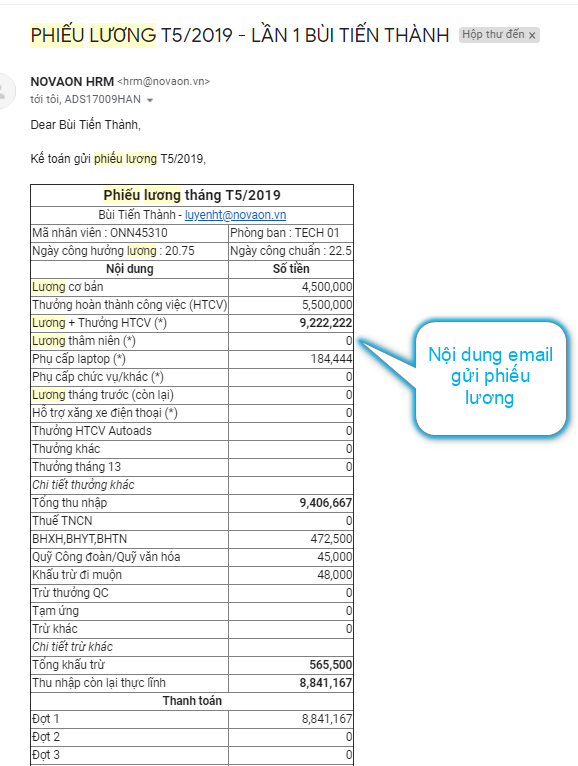 PHIẾU LƯƠNG T5/2019 - LẦN 1 BÙI TIẾN THÀNH Hộp thư đến x
NOVAON HRM <hrm@novaon.vn>
tới tôi, ADS17009HAN
Dear Bùi Tiến Thành,
Kế toán gửi phiếu lương T5/2019,
Phiếu lương tháng T5/2019
Bùi Tiến Thành - luyenht@novaon.vn
Mã nhân viên : ONN45310 Phòng ban : TECH 01
Ngày công hưởng lương : 20.75 Ngày công chuẩn : 22.5
Nội dung Số tiền
Lương cơ bản 4,500,000
Thưởng hoàn thành công việc (HTCV) 5,500,000
Lương + Thưởng HTCV (*) 9,222,222
Lương thâm niên (*) 0
Phụ cấp laptop (*) 184,444
Phụ cấp chức vụ/khác (*) 0
Lương tháng trước (còn lại) 0
Hỗ trợ xăng xe điện thoại (*) 0
Thưởng HTCV Autoads 0
Thưởng khác 0
Thưởng tháng 13 0
Chi tiết thưởng khác
Tổng thu nhập 9,406,667
Thuế TNCN 0
BHXH,BHYT,BHTN 472,500
Quỹ Công đoàn/Quỹ văn hóa 45,000
Khấu trừ đi muộn 48,000
Trừ thưởng QC 0
Tạm ứng 0
Trừ khác 0
Chi tiết trừ khác
Tổng khấu trừ 565,500
Thu nhập còn lại thực lĩnh 8,841,167
Thanh toán
Đợt 1 8,841,167
Đợt 2 0
Đợt 3 0
Nội dung email
gửi phiếu
lương